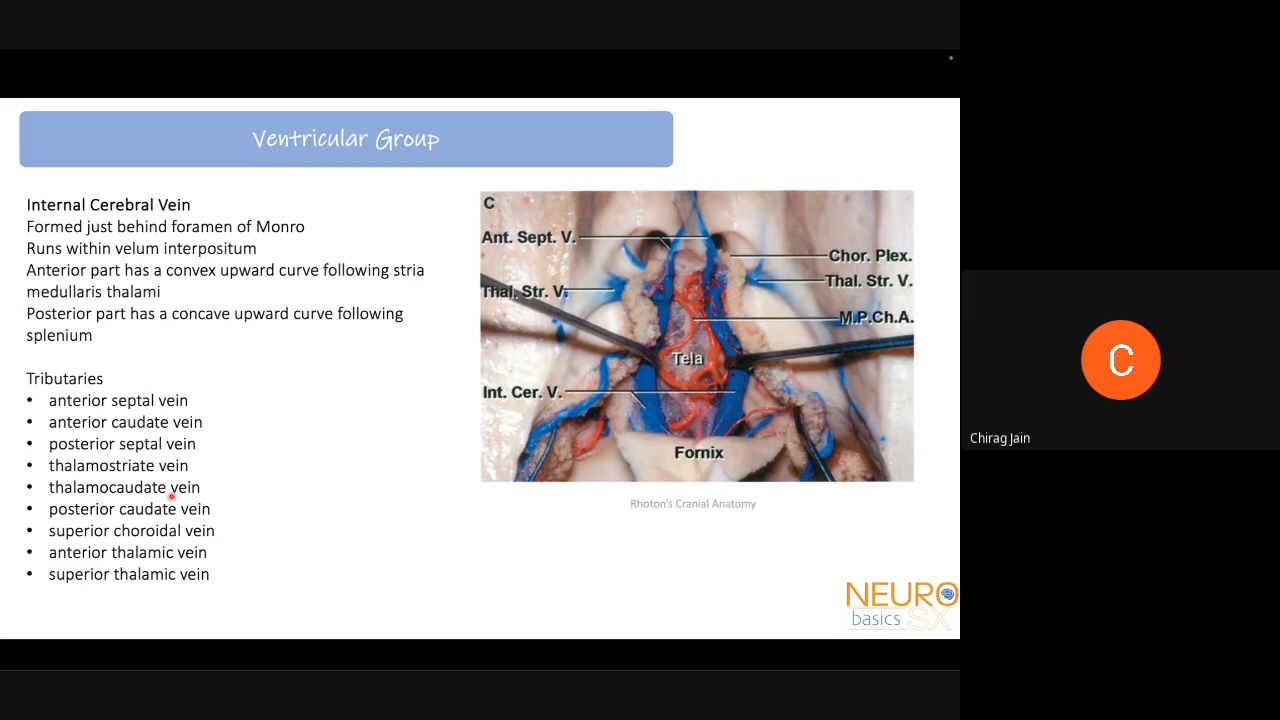 Ventricular Group
Internal Cerebral Vein
Formed just behind foramen of Monro
Runs within velum interpositum
Anterior part has a convex upward curve following stria
medullaris thalami
Posterior part has a concave upward curve following
splenium
Tributaries
• anterior septal vein
• anterior caudate vein
• posterior septal vein
• thalamostriate vein
• thalamocaudate vein
• posterior caudate vein
• superior choroidal vein
• anterior thalamic vein
• superior thalamic vein
C
Ant. Sept. V.
Chor. Plex.
Thal. Str. V.
Thal. Str. V.
M.P.Ch.A.
Tela
Int. Cer. V.
Fornix
Rhoton's Cranial Anatomy
NEURO
basics SX
C
Chirag Jain